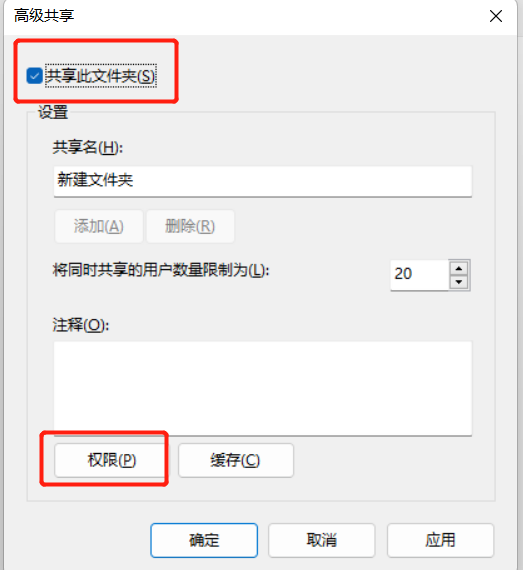 高级共享
共享此文件夹(S)
设置
共享名(H):
新建文件夹
添加(A) 删除(R)
将同时共享的用户数量限制为(L): 20
注释(O):
权限(P) 缓存(C)
确定 取消 应用